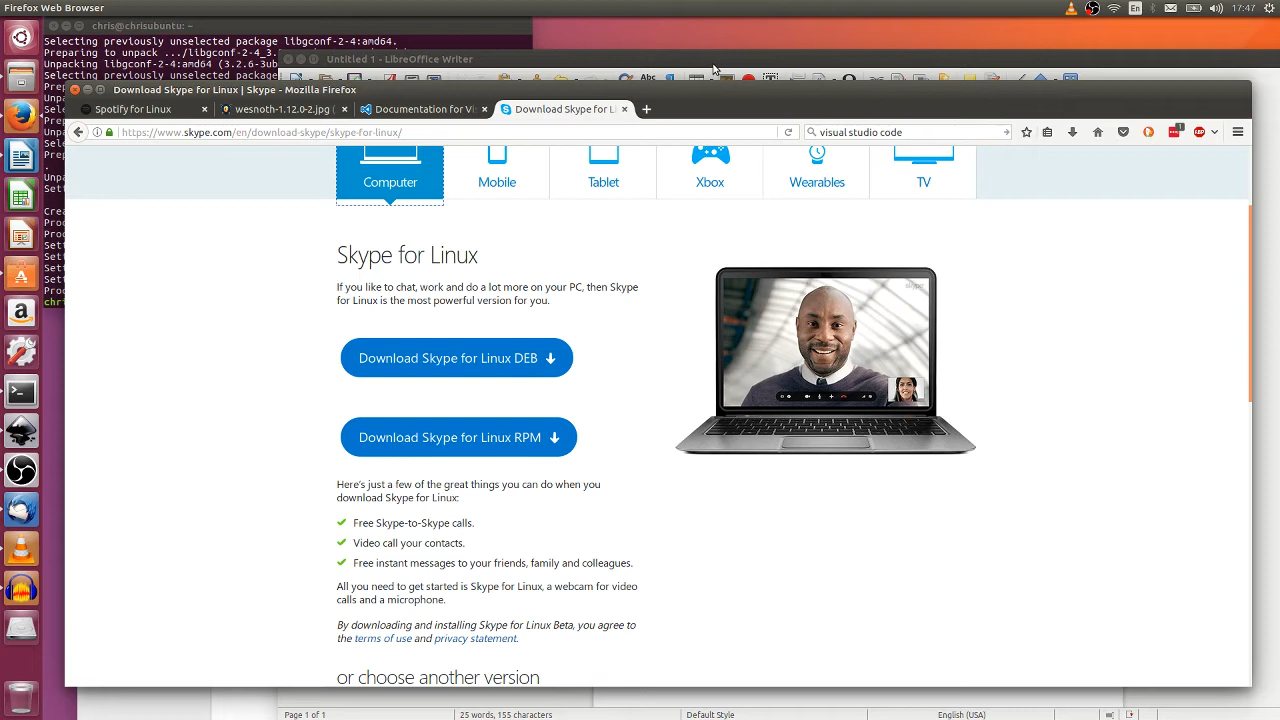 Firefox Web Browser
En
17:47
chris@chrisubuntu: ~
Selecting previously unselected package libgconf-2-4:amd64.
Preparing to unpack .../libgconf-2-4_3.
Unpacking libgconf-2-4:amd64 (3.2.6-3ub
Selecting previously unselected package
Untitled 1 - LibreOffice Writer
Download Skype for Linux | Skype - Mozilla Firefox
Spotify for Linux
wesnoth-1.12.0-2.jpg (
Documentation for Vi
Download Skype for L
https://www.skype.com/en/download-skype/skype-for-linux/
visual studio code
1
ABP
Computer
Mobile
Tablet
Xbox
Wearables
TV
Skype for Linux
If you like to chat, work and do a lot more on your PC, then Skype
for Linux is the most powerful version for you.
Download Skype for Linux DEB
Download Skype for Linux RPM
skype
Here's just a few of the great things you can do when you
download Skype for Linux:
Free Skype-to-Skype calls.
Video call your contacts.
Free instant messages to your friends, family and colleagues.
All you need to get started is Skype for Linux, a webcam for video
calls and a microphone.
By downloading and installing Skype for Linux Beta, you agree to
the terms of use and privacy statement.
or choose another version
Page 1 of 1
25 words, 155 characters
Default Style
English (USA)